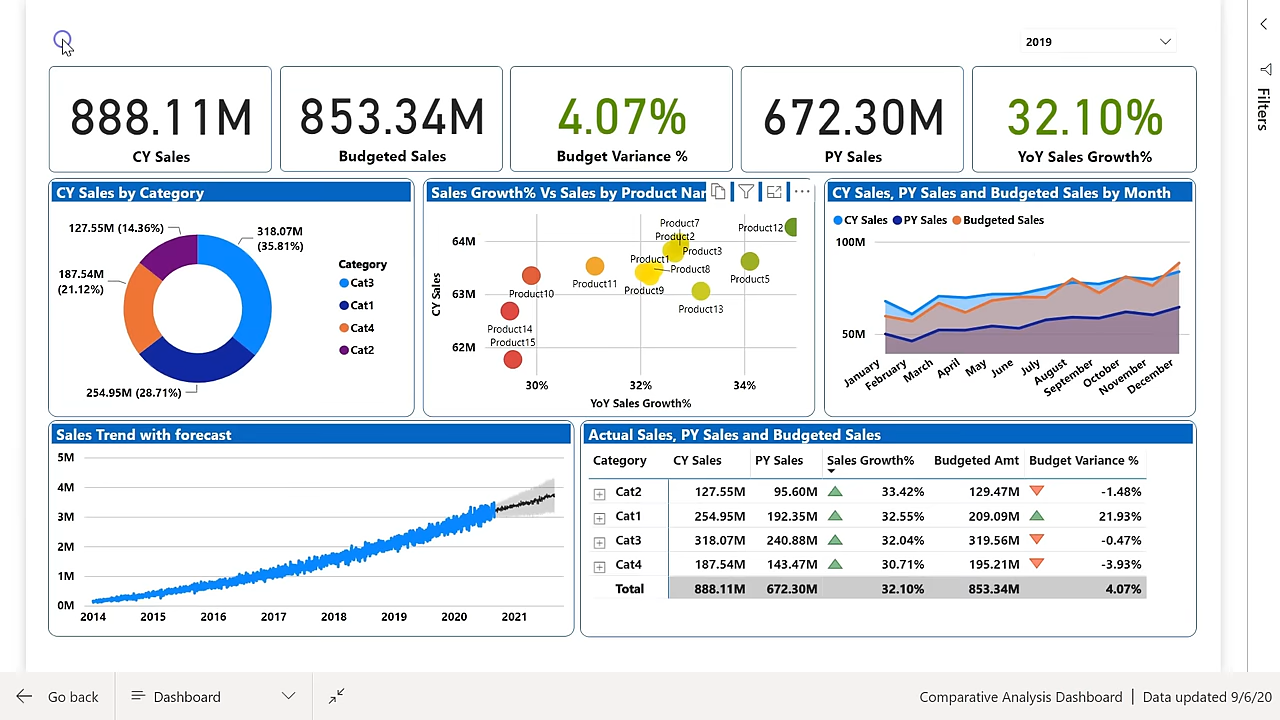 2019
888.11M
CY Sales
853.34M
Budgeted Sales
4.07%
Budget Variance %
672.30M
PY Sales
32.10%
YoY Sales Growth%
Filters
CY Sales by Category
127.55M (14.36%)
318.07M
(35.81%)
187.54M
(21.12%)
254.95M (28.71%)
Category
Cat3
Cat1
Cat4
Cat2
Sales Growth% Vs Sales by Product Nar
CY Sales
64M
63M
62M
Product7
Product2
Product3
Product12
Product1
Product8
Product5
Product11
Product9
Product10
Product13
Product14
Product15
30% 32% 34%
YoY Sales Growth%
CY Sales, PY Sales and Budgeted Sales by Month
CY Sales PY Sales Budgeted Sales
100M
50M
January February March April May June July August September October November December
Sales Trend with forecast
5M
4M
3M
2M
1M
0M
2014 2015 2016 2017 2018 2019 2020 2021
Actual Sales, PY Sales and Budgeted Sales
Category CY Sales PY Sales Sales Growth% Budgeted Amt Budget Variance %
Cat2 127.55M 95.60M 33.42% 129.47M -1.48%
Cat1 254.95M 192.35M 32.55% 209.09M 21.93%
Cat3 318.07M 240.88M 32.04% 319.56M -0.47%
Cat4 187.54M 143.47M 30.71% 195.21M -3.93%
Total 888.11M 672.30M 32.10% 853.34M 4.07%
Go back
Dashboard
Comparative Analysis Dashboard | Data updated 9/6/20